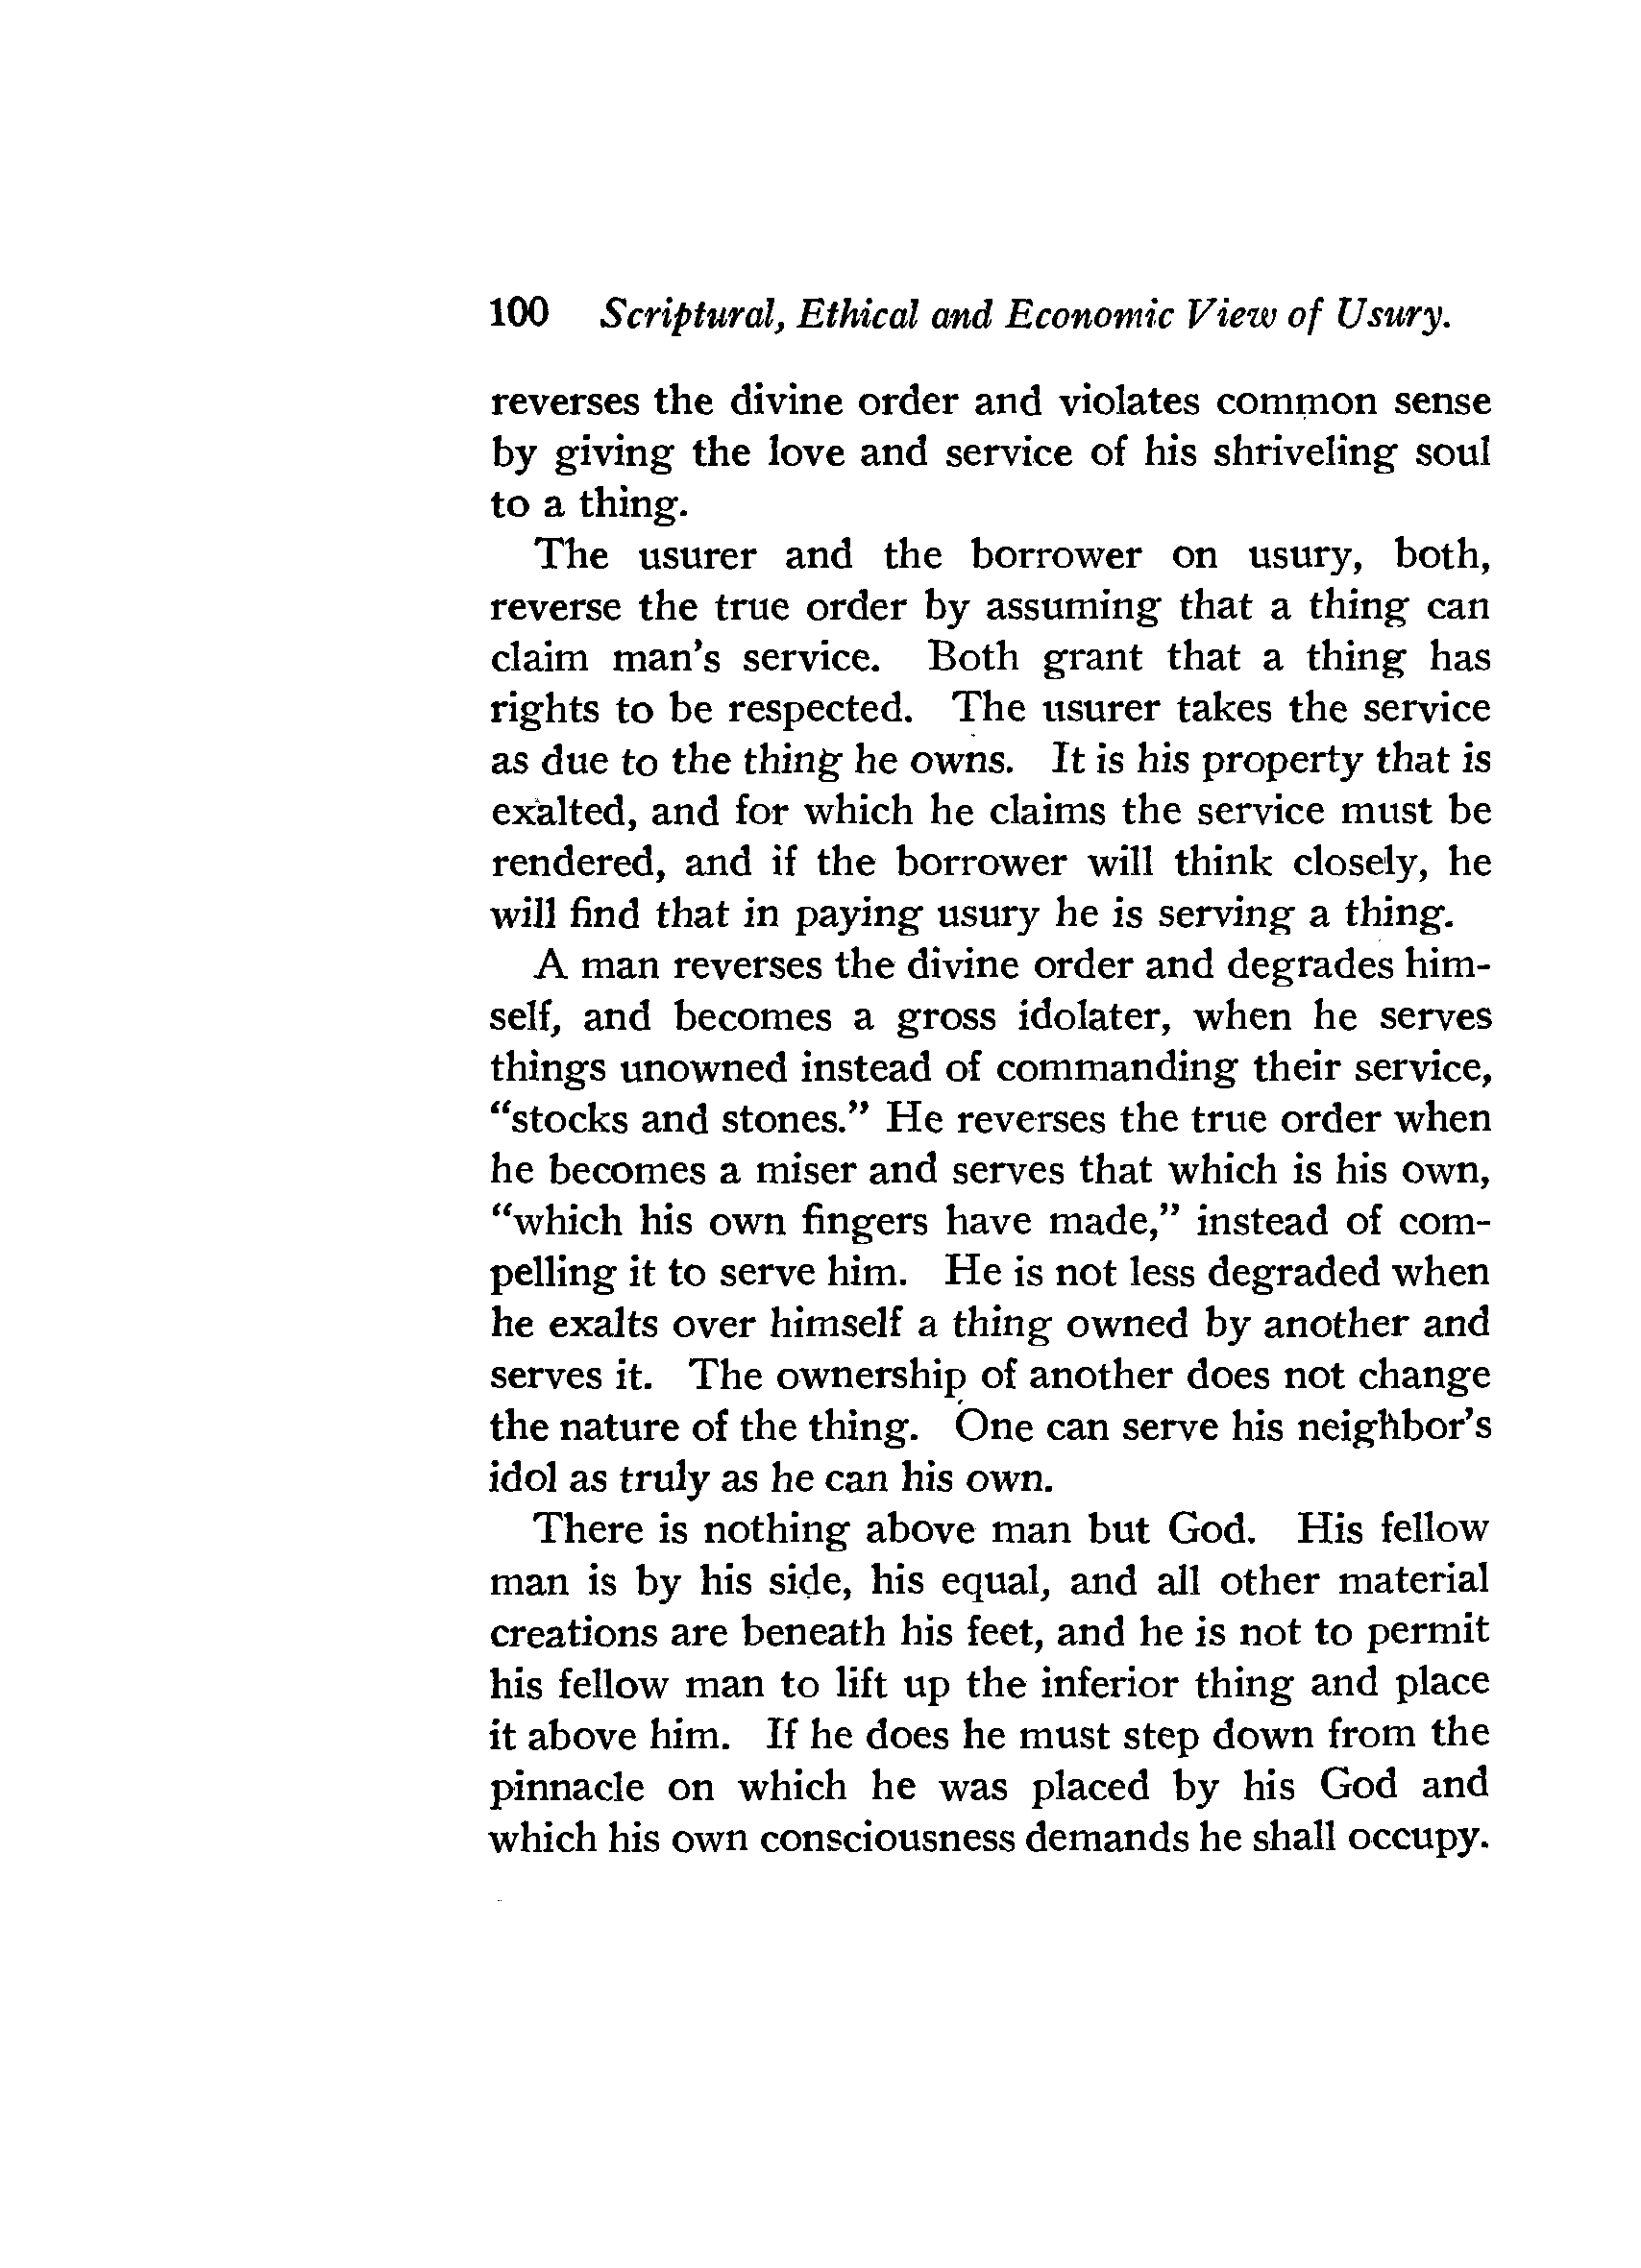 100 Scriptural, Ethical and Economic View of Usury.
reverses the divine order and violates common sense
by giving the love and service of his shriveling soul
to a thing.
The usurer and the borrower on usury, both,
reverse the true order by assuming that a thing can
claim man's service. Both grant that a thing has
rights to be respected. The usurer takes the service
as due to the thing he owns. It is his property that is
exalted, and for which he claims the service must be
rendered, and if the borrower will think closely, he
will find that in paying usury he is serving a thing.
A man reverses the divine order and degrades him-
self, and becomes a gross idolater, when he serves
things unowned instead of commanding their service,
“stocks and stones.” He reverses the true order when
he becomes a miser and serves that which is his own,
“which his own fingers have made,” instead of com-
pelling it to serve him. He is not less degraded when
he exalts over himself a thing owned by another and
serves it. The ownership of another does not change
the nature of the thing. One can serve his neighbor's
idol as truly as he can his own.
There is nothing above man but God. His fellow
man is by his side, his equal, and all other material
creations are beneath his feet, and he is not to permit
his fellow man to lift up the inferior thing and place
it above him. If he does he must step down from the
pinnacle on which he was placed by his God and
which his own consciousness demands he shall occupy.